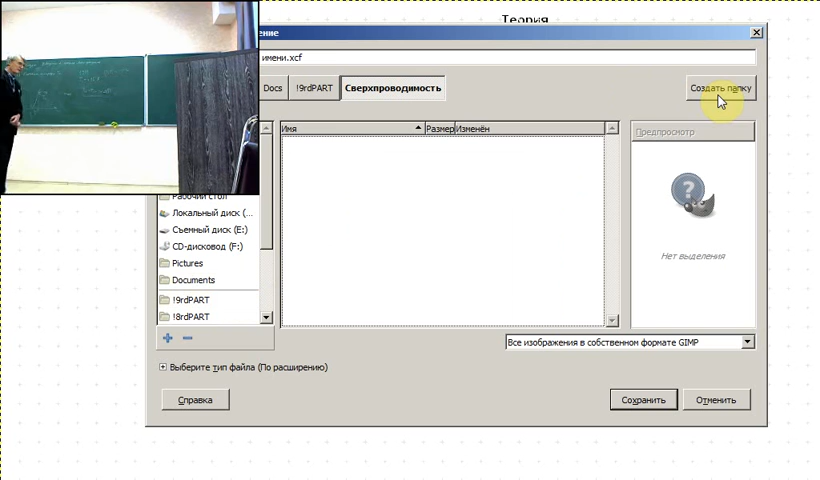 Теория
ение
имени.xcf
Docs
!9rdPART
Сверхпроводимость
Создать папку
Имя
Размер
Изменён
Предпросмотр
Рабочий стол
Локальный диск (...
Съемный диск (E:)
CD-дисковод (F:)
Pictures
Documents
!9rdPART
!8rdPART
Нет выделения
Все изображения в собственном формате GIMP
Выберите тип файла (По расширению)
Справка
Сохранить
Отменить